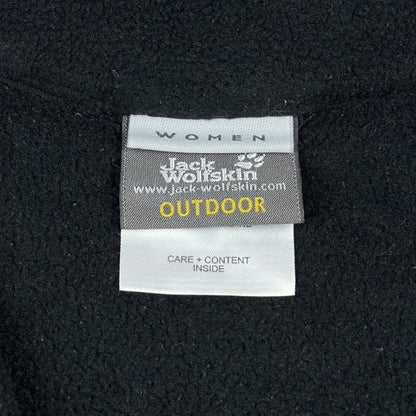 WOMEN
Jack
Wolfskin
www.jack-wolfskin.com
OUTDOOR
CARE + CONTENT
INSIDE